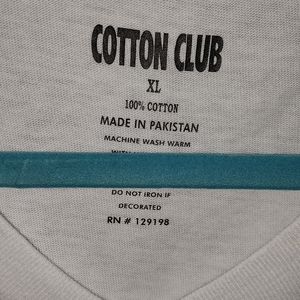 COTTON CLUB
XL
100% COTTON
MADE IN PAKISTAN
MACHINE WASH WARM
DO NOT IRON IF
DECORATED
RN # 129198